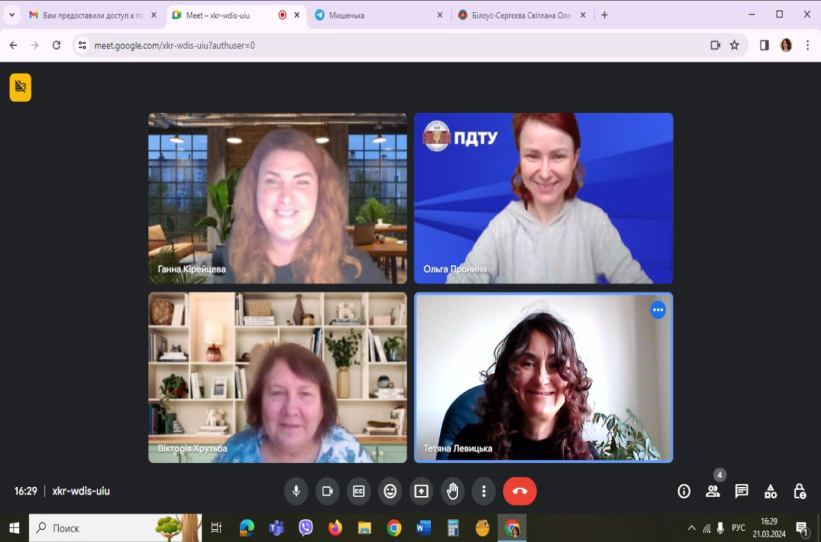 Вам предоставили доступ к па
Meet – xkr-wdis-uiu
Мишенька
Білоус-Сергєєва Світлана Оле
meet.google.com/xkr-wdis-uiu?authuser=0
ПДТУ
Ганна Кірейцева
Ольга Пронина
Вікторія Хрутьба
Тетяна Левицька
16:29
xkr-wdis-uiu
4
Поиск
РУС
16:29
21.03.2024
1